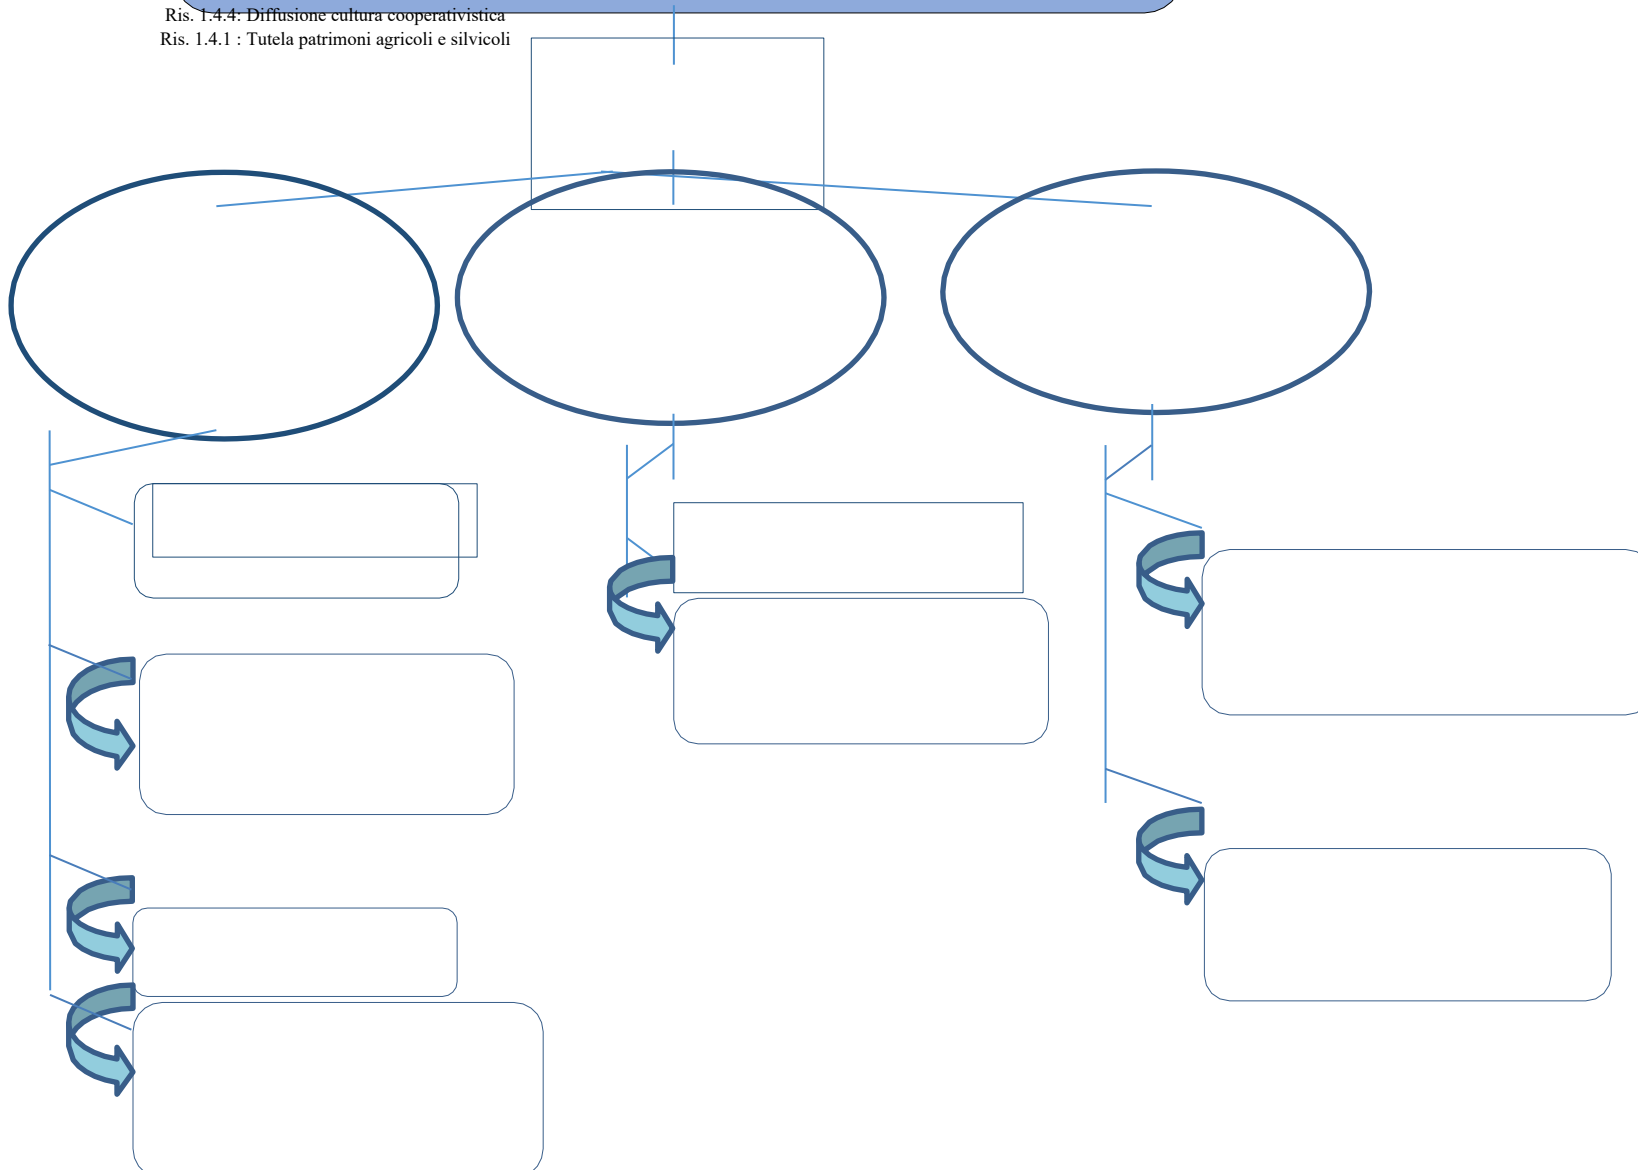 Ris. 1.4.4: Diffusione cultura cooperativistica
Ris. 1.4.1 : Tutela patrimoni agricoli e silvicoli